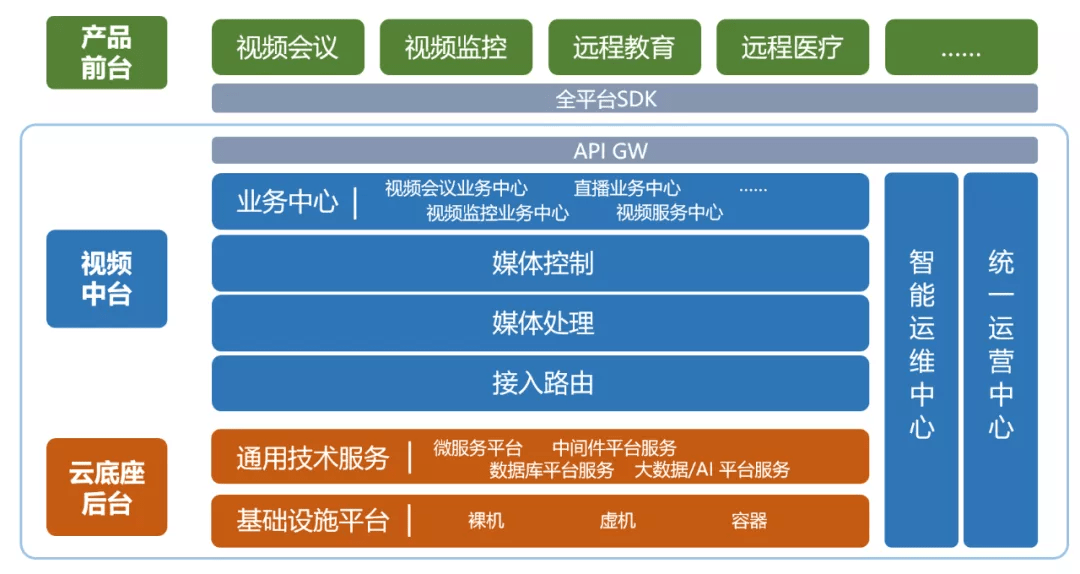 产品
前台
视频会议
视频监控
远程教育
远程医疗
......
全平台SDK
API GW
视频
中台
业务中心
视频会议业务中心
直播业务中心
......
视频监控业务中心
视频服务中心
媒体控制
媒体处理
接入路由
智能运维中心
统一运营中心
云底座
后台
通用技术服务
微服务平台
中间件平台服务
数据库平台服务
大数据/AI 平台服务
基础设施平台
裸机
虚机
容器